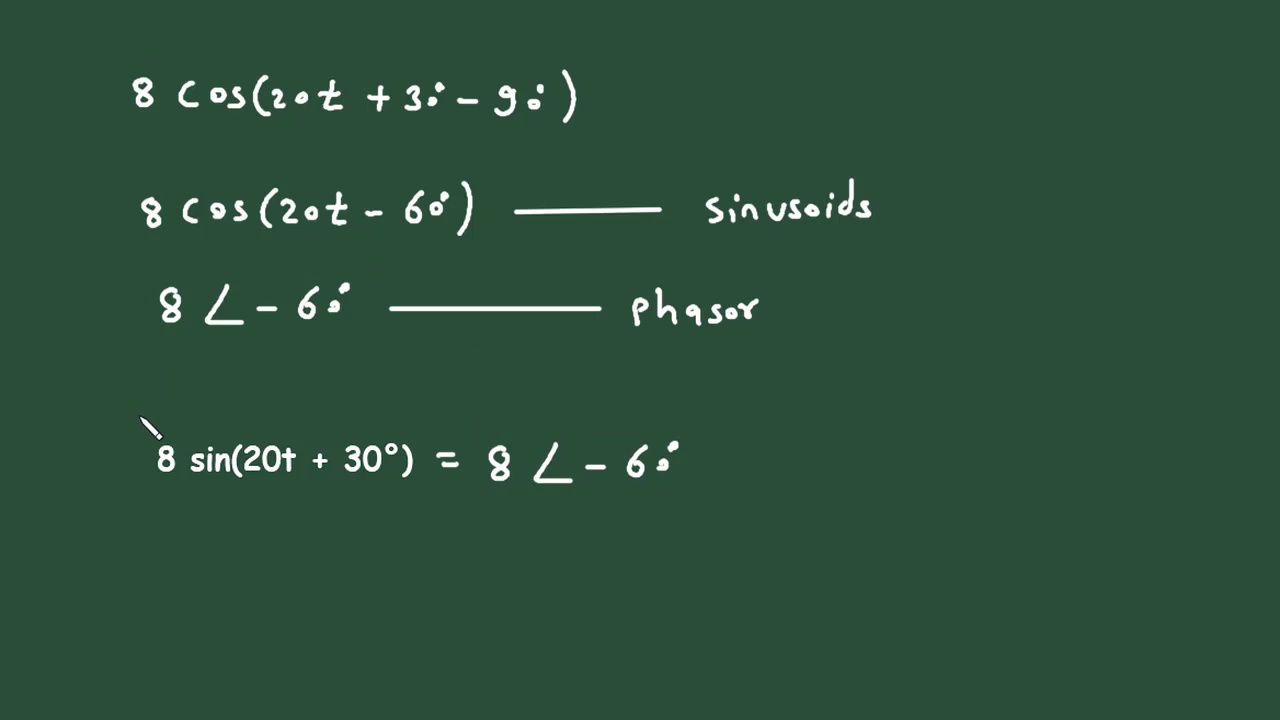 8 cos(20t + 30° - 90°)
8 cos(20t - 60°) —— sinusoids
8 ∠ - 60° —— phasor
8 sin(20t + 30°) = 8 ∠ - 60°